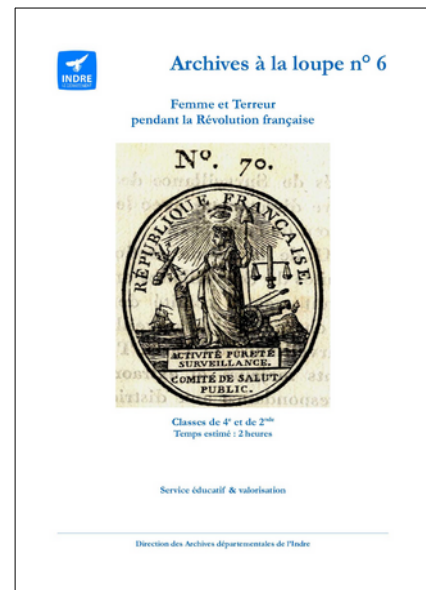 INDRE
Archives à la loupe n° 6
Femme et Terreur
pendant la Révolution française
Nº. 70.
RÉPUBLIQUE FRANÇAISE.
ACTIVITÉ PURETÉ
SURVEILLANCE.
COMITÉ DE SALUT
PUBLIC.
Classes de 4e et de 2nde
Temps estimé : 2 heures
Service éducatif & valorisation
Direction des Archives départementales de l'Indre